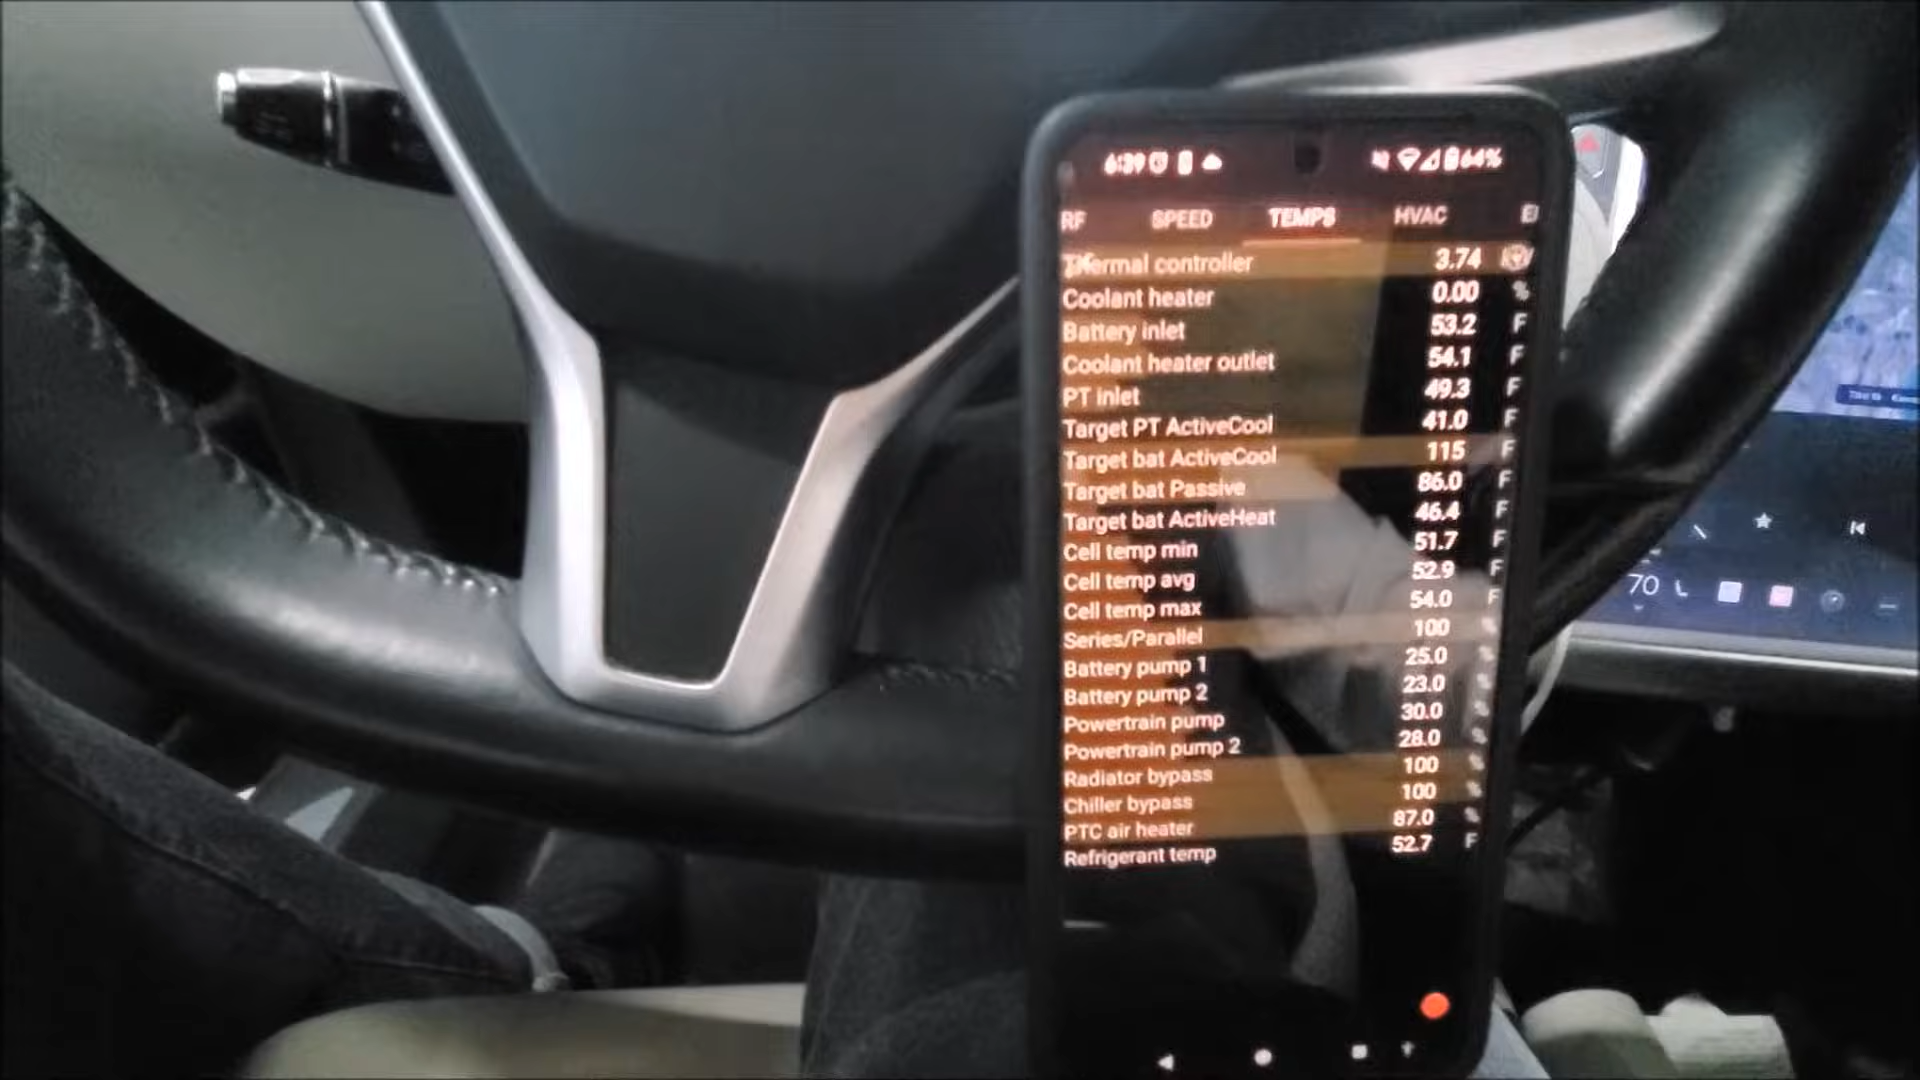 6:39 64%
RF SPEED TEMPS HVAC
Thermal controller 3.74
Coolant heater 0.00 %
Battery inlet 53.2 F
Coolant heater outlet 54.1 F
PT inlet 49.3 F
Target PT ActiveCool 41.0 F
Target bat ActiveCool 115 F
Target bat Passive 86.0 F
Target bat ActiveHeat 46.4 F
Cell temp min 51.7 F
Cell temp avg 52.9 F
Cell temp max 54.0 F
Series/Parallel 100 %
Battery pump 1 25.0 %
Battery pump 2 23.0 %
Powertrain pump 30.0 %
Powertrain pump 2 28.0 %
Radiator bypass 100 %
Chiller bypass 100 %
PTC air heater 87.0 %
Refrigerant temp 52.7 F
70